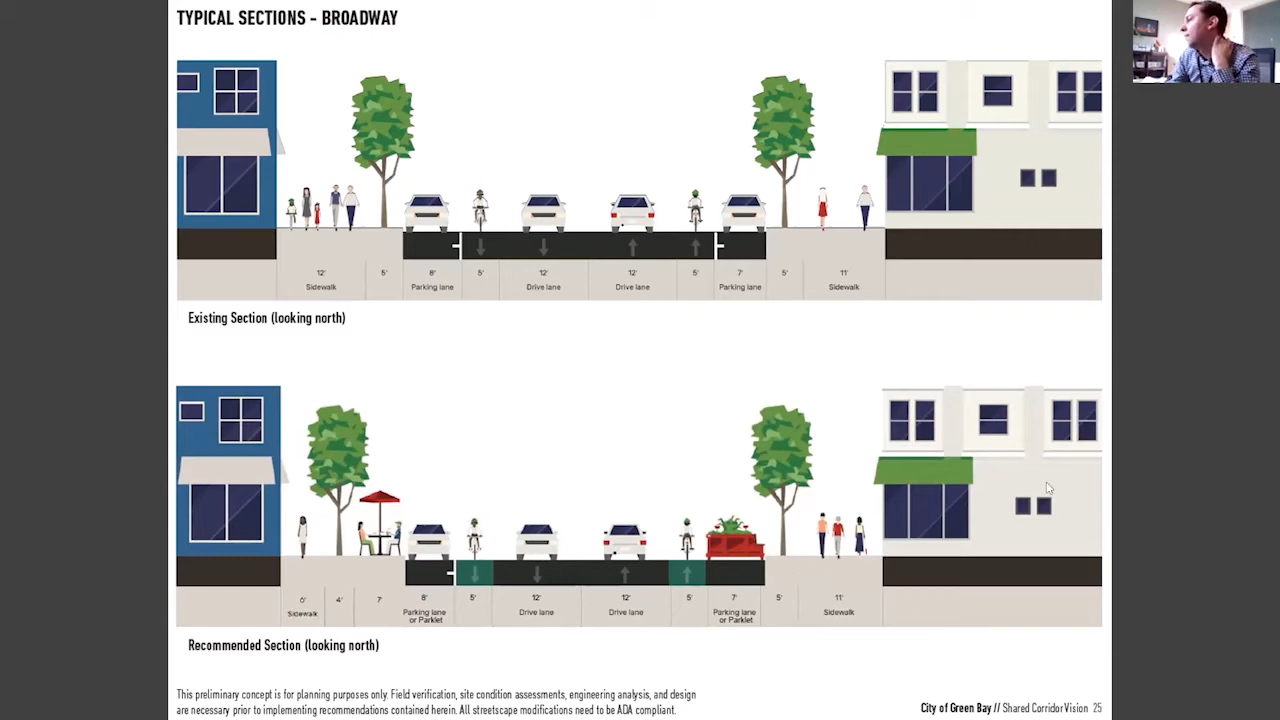 TYPICAL SECTIONS - BROADWAY
12' 5' 8' 5' 12' 12' 5' 7' 5' 11'
Sidewalk Parking lane Drive lane Drive lane Parking lane Sidewalk
Existing Section (looking north)
6' 4' 7' 8' 5' 12' 12' 5' 7' 5' 11'
Sidewalk Parking lane or Parklet Drive lane Drive lane Parking lane or Parklet Sidewalk
Recommended Section (looking north)
This preliminary concept is for planning purposes only. Field verification, site condition assessments, engineering analysis, and design
are necessary prior to implementing recommendations contained herein. All streetscape modifications need to be ADA compliant.
City of Green Bay // Shared Corridor Vision 25